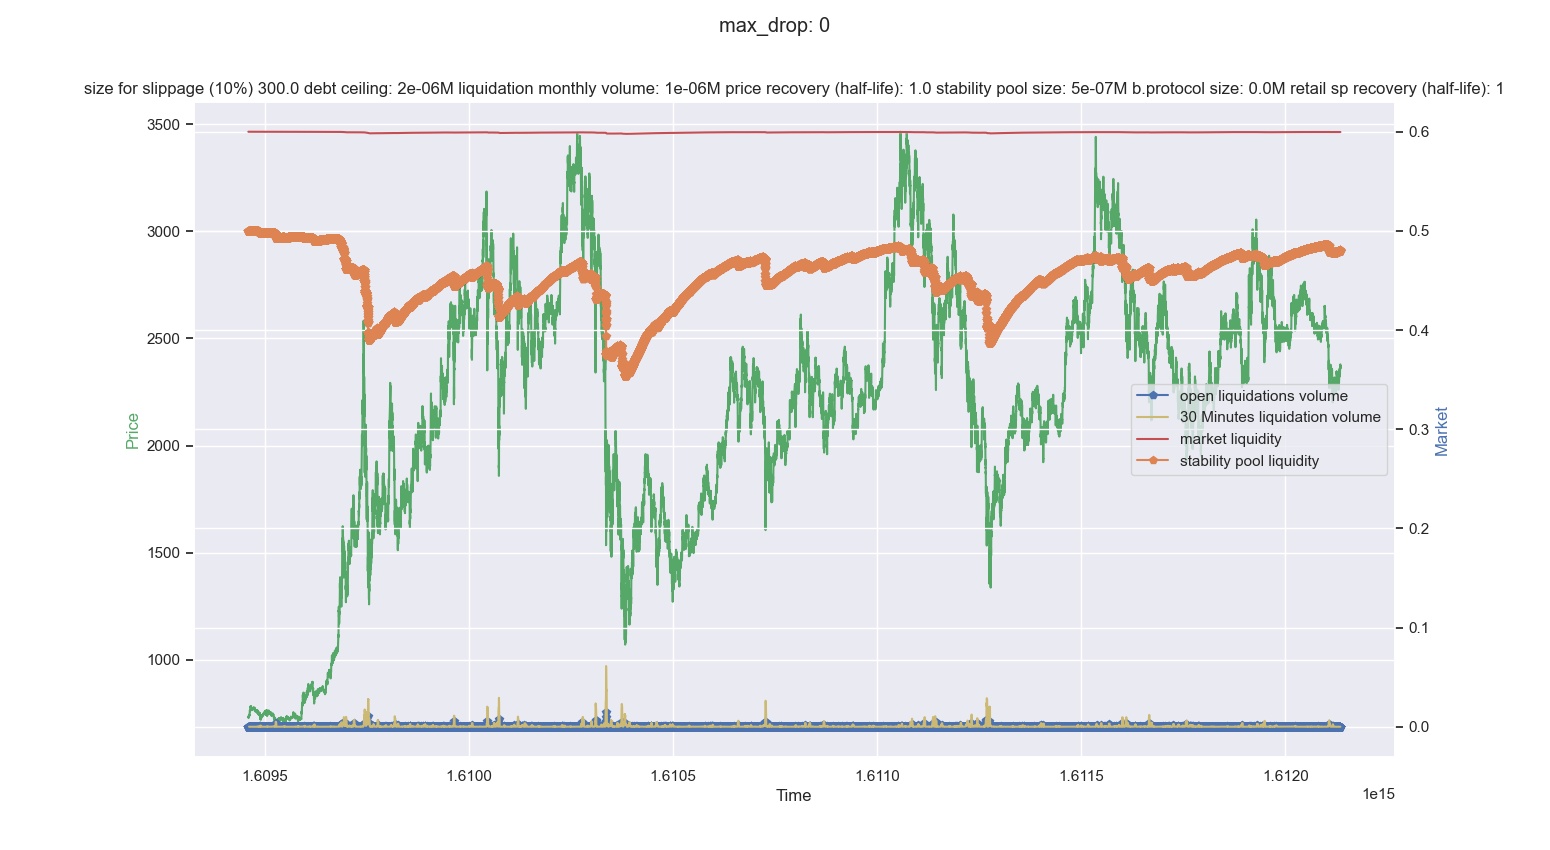 max_drop: 0
size for slippage (10%) 300.0 debt ceiling: 2e-06M liquidation monthly volume: 1e-06M price recovery (half-life): 1.0 stability pool size: 5e-07M b.protocol size: 0.0M retail sp recovery (half-life): 1
3500
3000
2500
2000
1500
1000
Price
0.6
0.5
0.4
0.3
0.2
0.1
0.0
Market
open liquidations volume
30 Minutes liquidation volume
market liquidity
stability pool liquidity
1.6095
1.6100
1.6105
1.6110
1.6115
1.6120
1e15
Time